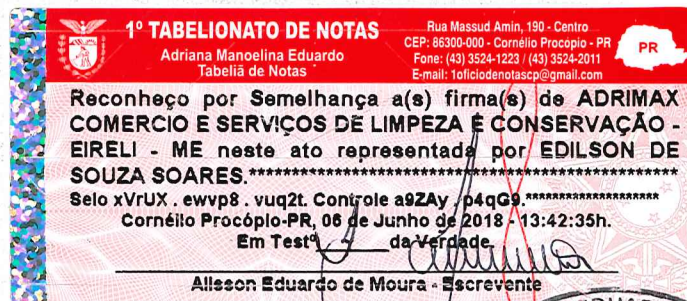 1º TABELIONATO DE NOTAS
Adriana Manoelina Eduardo
Tabeliã de Notas
Rua Massud Amin, 190 - Centro
CEP: 86300-000 - Cornélio Procópio - PR
Fone: (43) 3524-1223 / (43) 3524-2011
E-mail: 1oficiodenotascp@gmail.com
PR
Reconheço por Semelhança a(s) firma(s) de ADRIMAX
COMERCIO E SERVIÇOS DE LIMPEZA E CONSERVAÇÃO -
EIRELI - ME neste ato representada por EDILSON DE
SOUZA SOARES.****************************************
Selo xVrUX . ewvp8 . vuq2t. Controle a9ZAy . p4qG9.********************
Cornélio Procópio-PR, 06 de Junho de 2018 - 13:42:35h.
Em Testº ______ da Verdade
Alisson Eduardo de Moura - Escrevente